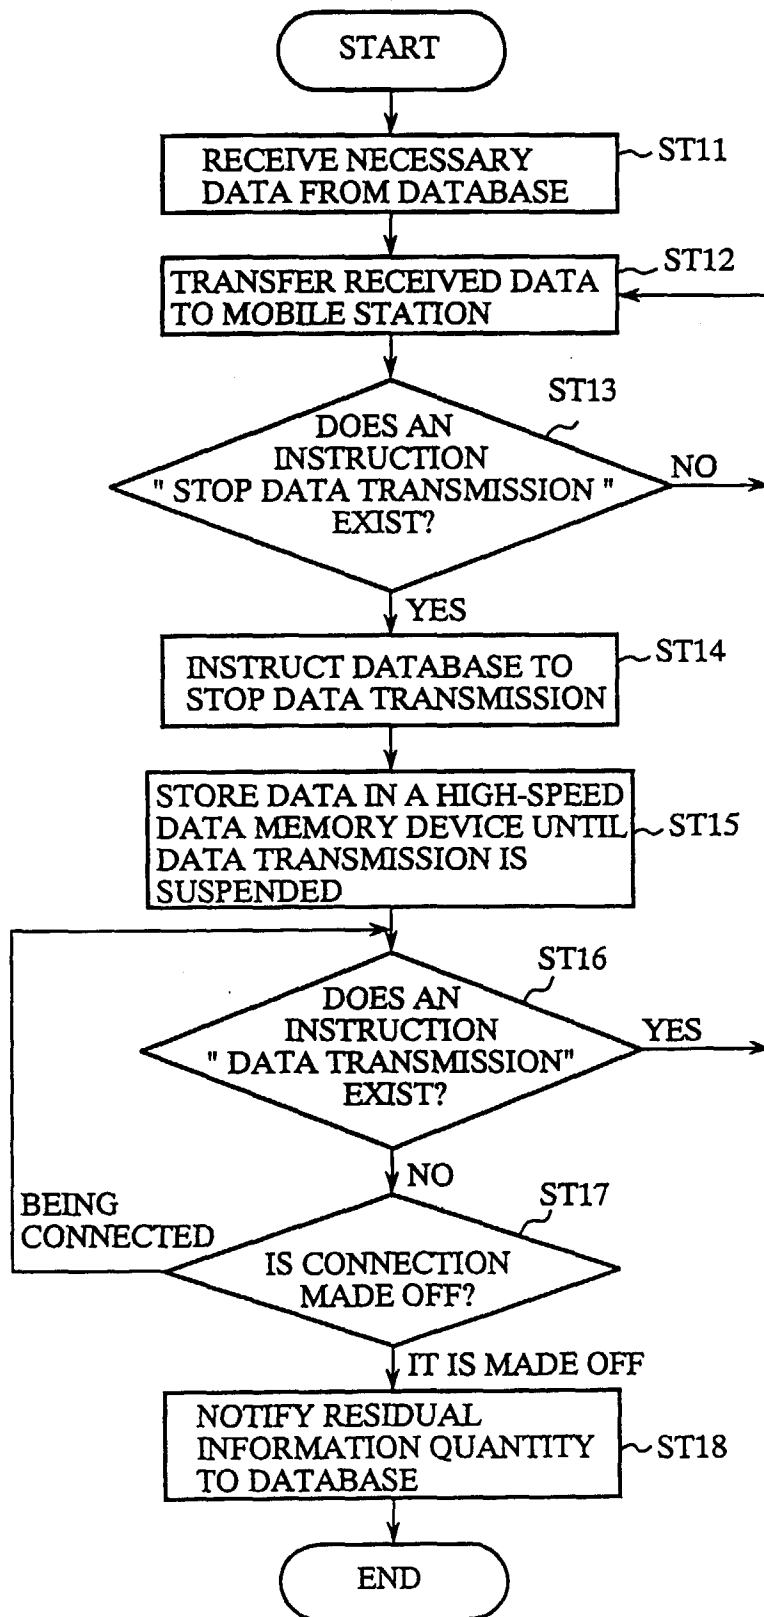 START
RECEIVE NECESSARY
DATA FROM DATABASE
ST11
TRANSFER RECEIVED DATA
TO MOBILE STATION
ST12
DOES AN
INSTRUCTION
" STOP DATA TRANSMISSION "
EXIST?
ST13
NO
YES
INSTRUCT DATABASE TO
STOP DATA TRANSMISSION
ST14
STORE DATA IN A HIGH-SPEED
DATA MEMORY DEVICE UNTIL
DATA TRANSMISSION IS
SUSPENDED
ST15
DOES AN
INSTRUCTION
" DATA TRANSMISSION"
EXIST?
ST16
YES
NO
BEING
CONNECTED
IS CONNECTION
MADE OFF?
ST17
IT IS MADE OFF
NOTIFY RESIDUAL
INFORMATION QUANTITY
TO DATABASE
ST18
END